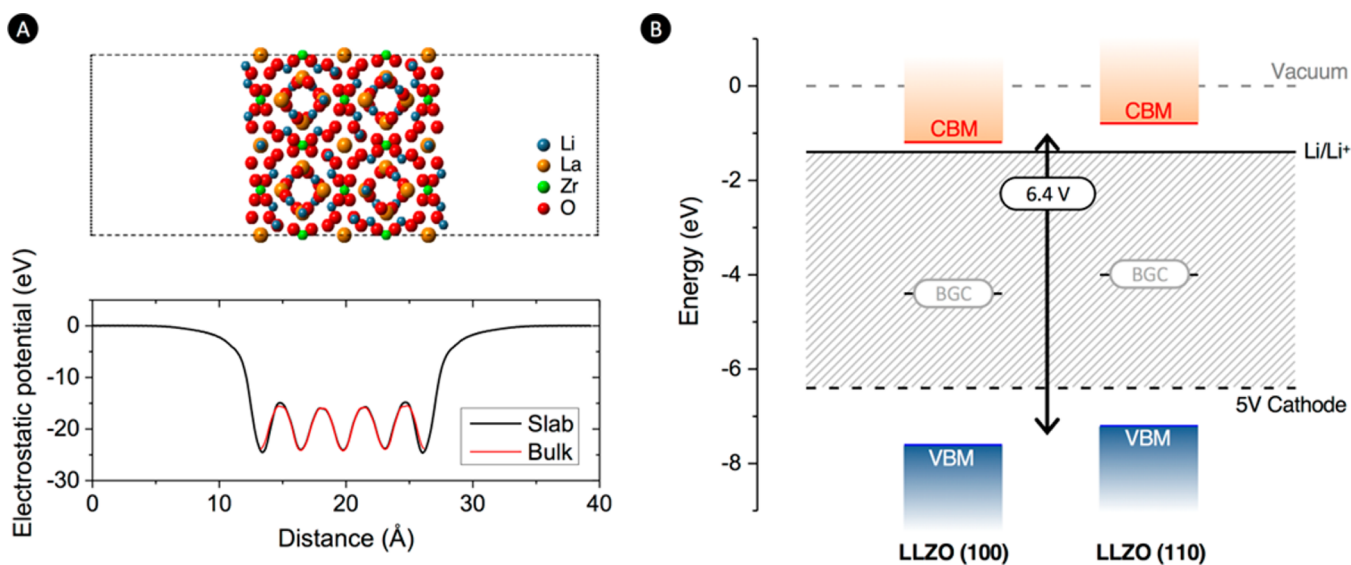 A
Li
La
Zr
O
Electrostatic potential (eV)
0
-10
-20
-30
Slab
Bulk
0
10
20
30
40
Distance (Å)
B
Energy (eV)
0
-2
-4
-6
-8
Vacuum
CBM
CBM
Li/Li⁺
6.4 V
BGC
BGC
5V Cathode
VBM
VBM
LLZO (100)
LLZO (110)